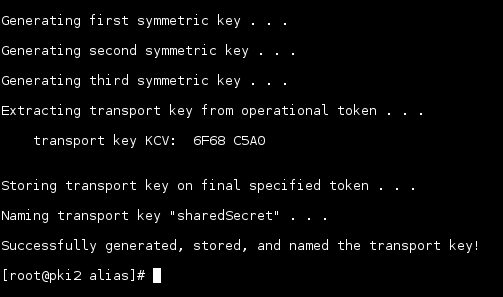 Generating first symmetric key . . .
Generating second symmetric key . . .
Generating third symmetric key . . .
Extracting transport key from operational token . . .
transport key KCV:  6F68 C5A0
Storing transport key on final specified token . . .
Naming transport key "sharedSecret" . . .
Successfully generated, stored, and named the transport key!
[root@pki2 alias]#